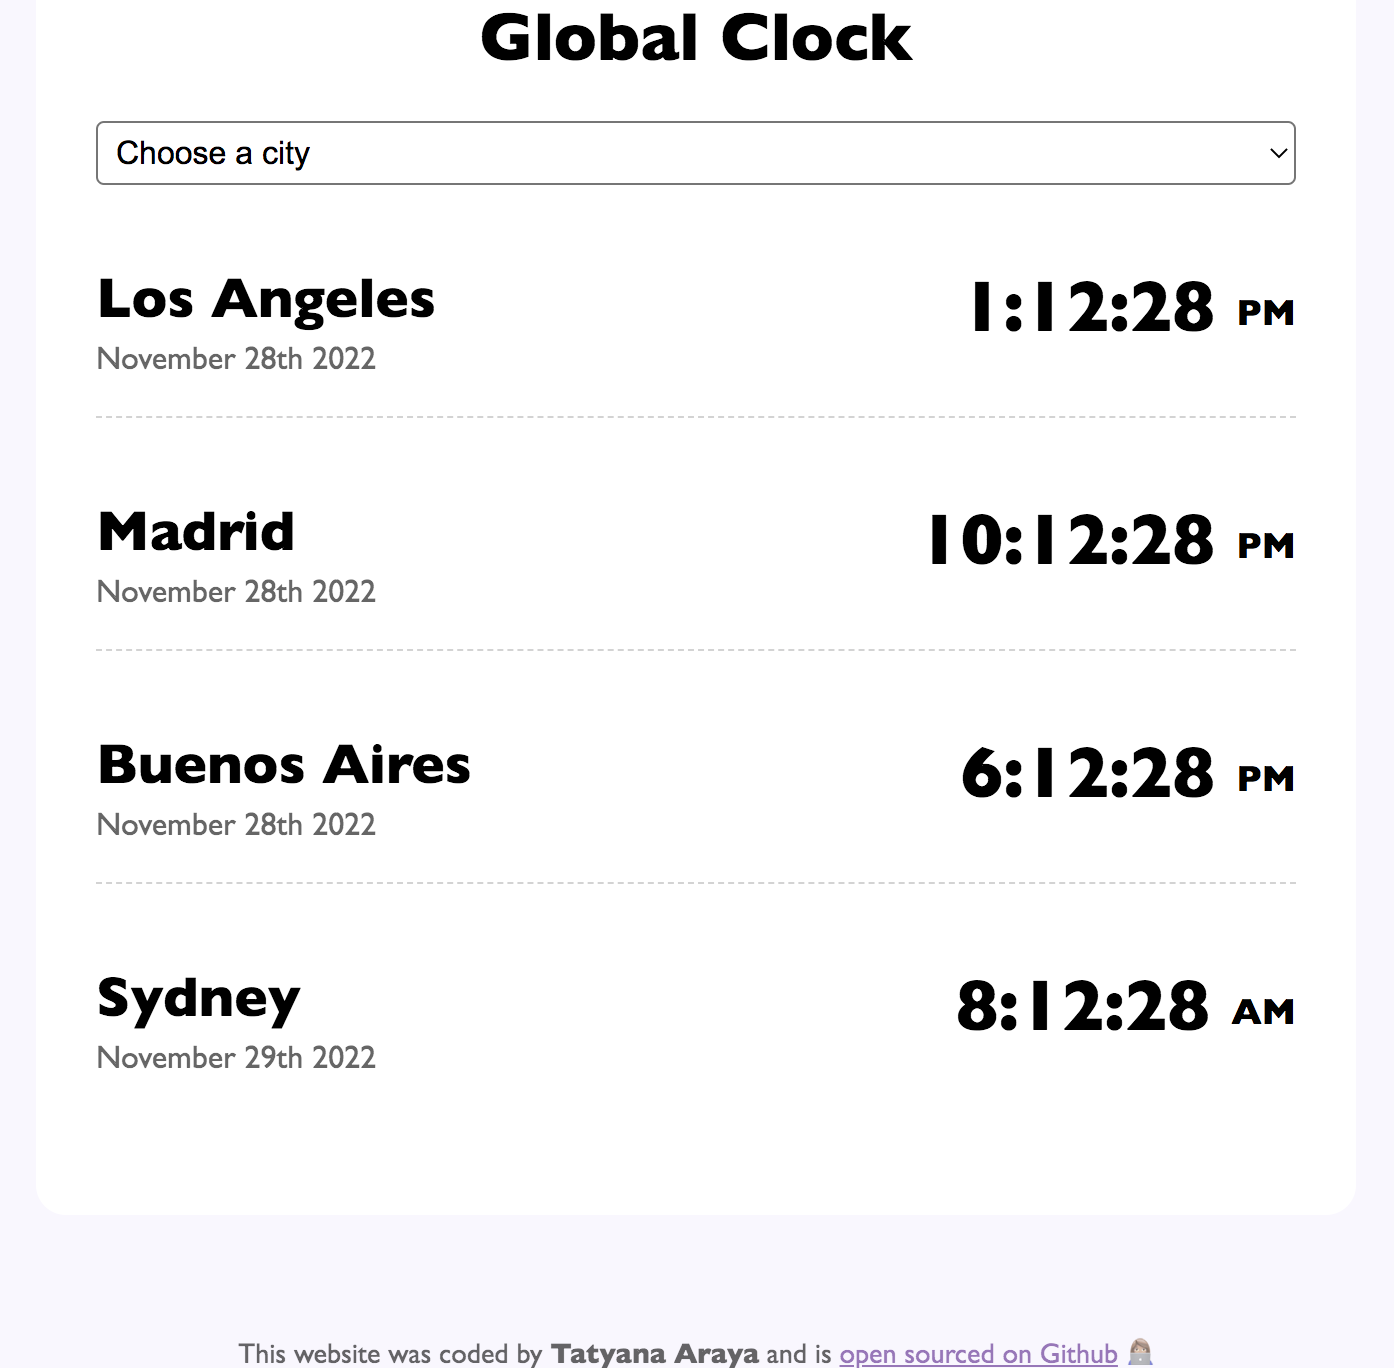 Global Clock
Choose a city
Los Angeles
1:12:28 PM
November 28th 2022
Madrid
10:12:28 PM
November 28th 2022
Buenos Aires
6:12:28 PM
November 28th 2022
Sydney
8:12:28 AM
November 29th 2022
This website was coded by Tatyana Araya and is open sourced on Github 👩🏼‍💻